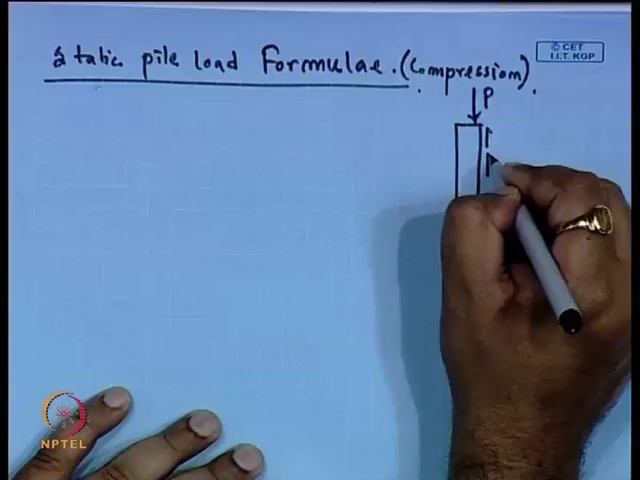 Static pile load Formulae. (Compression).
© CET
I.I.T. KGP
P
NPTEL